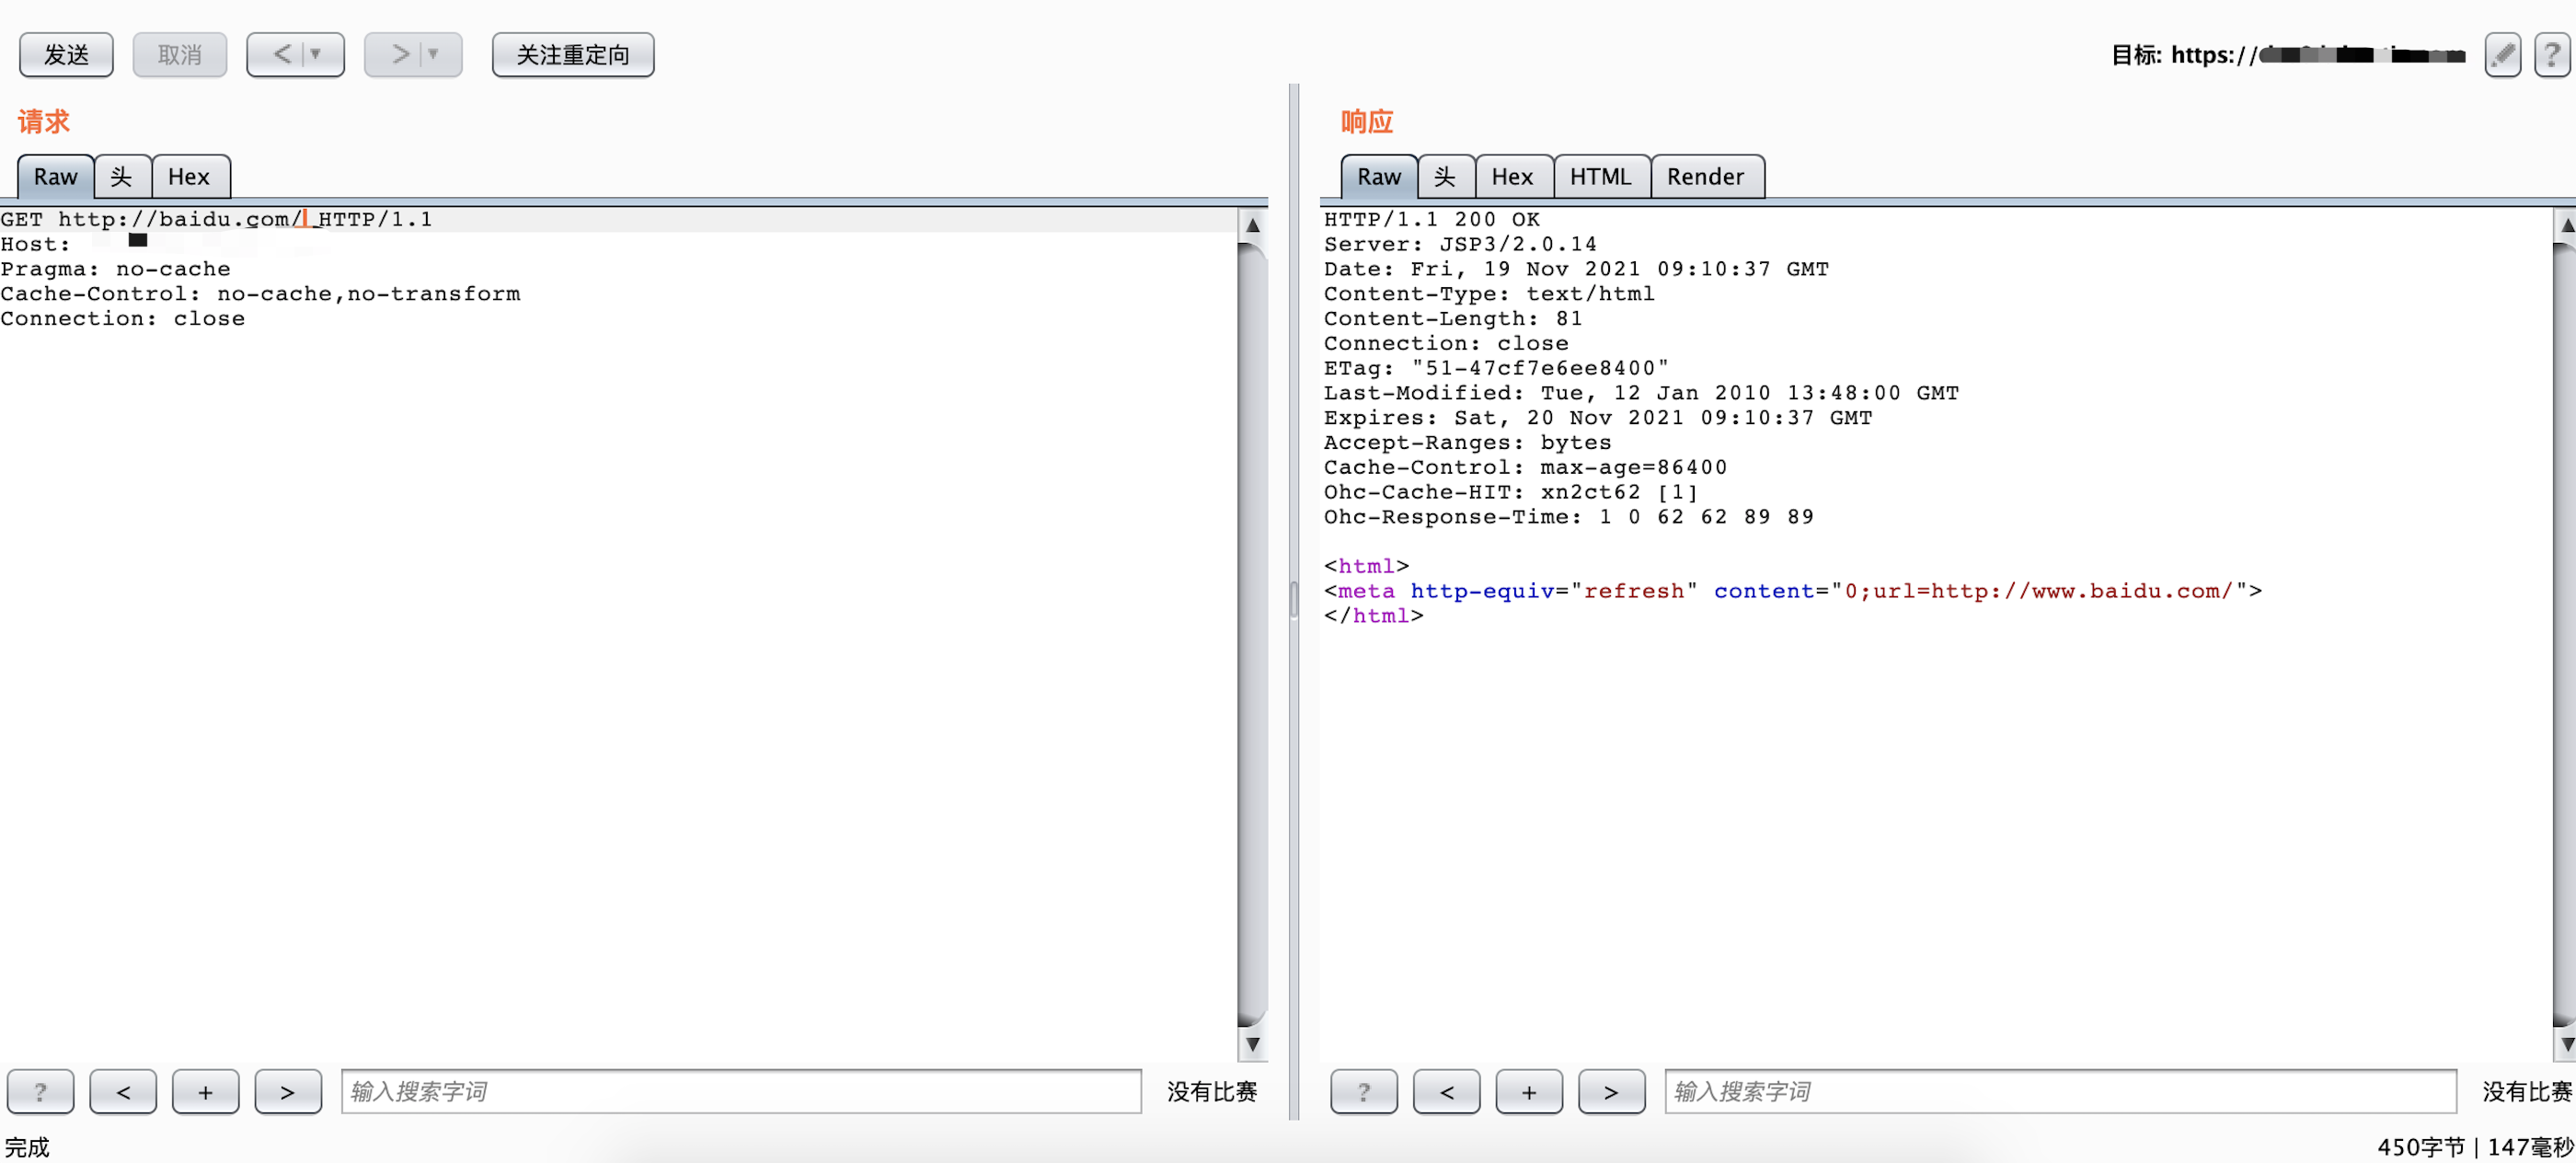 发送 取消 < ▼ > ▼ 关注重定向 目标: https://
请求
Raw 头 Hex
GET http://baidu.com/ HTTP/1.1
Host:
Pragma: no-cache
Cache-Control: no-cache,no-transform
Connection: close
? < + > 输入搜索字词 没有比赛
响应
Raw 头 Hex HTML Render
HTTP/1.1 200 OK
Server: JSP3/2.0.14
Date: Fri, 19 Nov 2021 09:10:37 GMT
Content-Type: text/html
Content-Length: 81
Connection: close
ETag: "51-47cf7e6ee8400"
Last-Modified: Tue, 12 Jan 2010 13:48:00 GMT
Expires: Sat, 20 Nov 2021 09:10:37 GMT
Accept-Ranges: bytes
Cache-Control: max-age=86400
Ohc-Cache-HIT: xn2ct62 [1]
Ohc-Response-Time: 1 0 62 62 89 89
<html>
<meta http-equiv="refresh" content="0;url=http://www.baidu.com/">
</html>
? < + > 输入搜索字词 没有比赛
完成 450字节 | 147毫秒